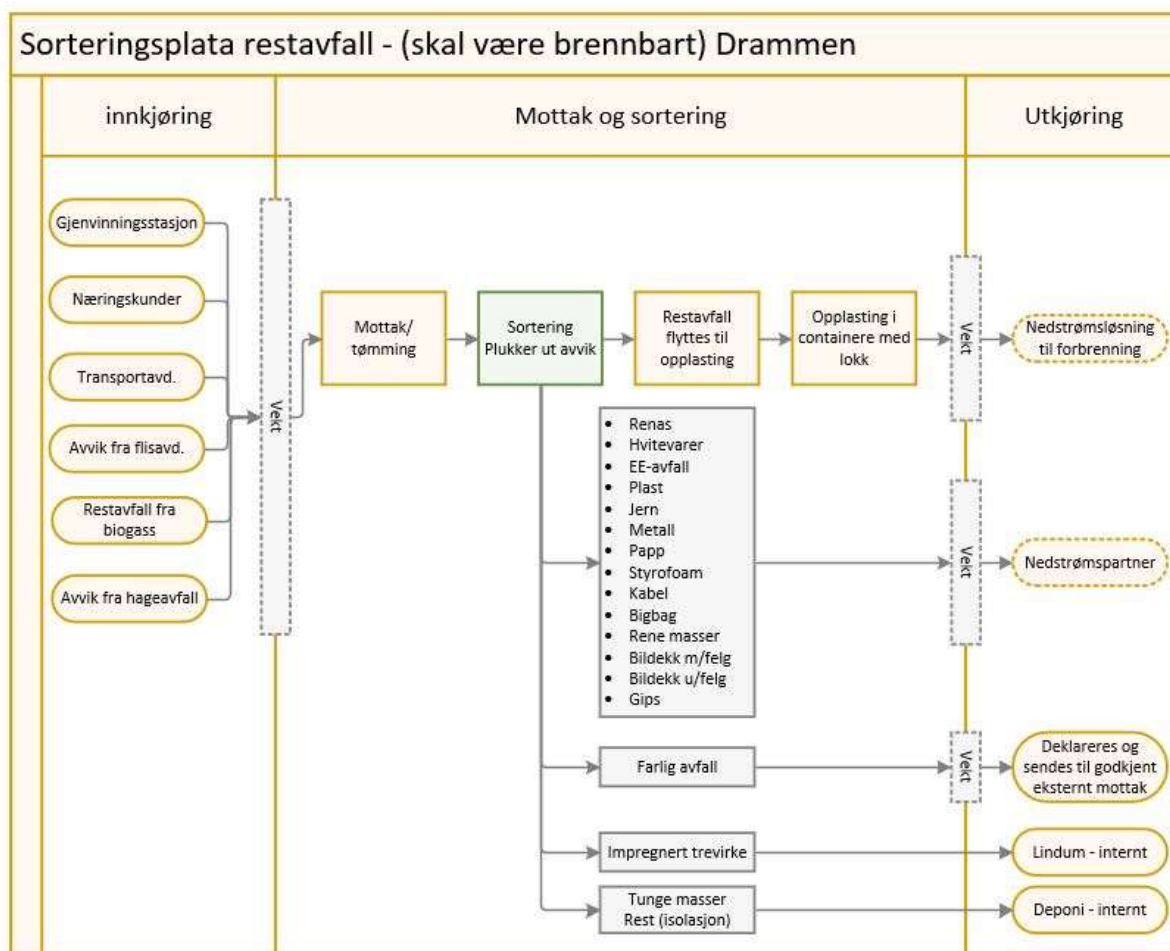 Sorteringsplata restavfall - (skal være brennbart) Drammen
innkjøring
Mottak og sortering
Utkjøring
Gjenvinningsstasjon
Næringskunder
Transportavd.
Avvik fra flisavd.
Restavfall fra
biogass
Avvik fra hageavfall
Vekt
Mottak/
tømming
Sortering
Plukker ut avvik
Restavfall
flyttes til
opplasting
Opplasting i
containere med
lokk
Vekt
Nedstrømsløsning
til forbrenning
• Renas
• Hvitevarer
• EE-avfall
• Plast
• Jern
• Metall
• Papp
• Styrofoam
• Kabel
• Bigbag
• Rene masser
• Bildekk m/felg
• Bildekk u/felg
• Gips
Vekt
Nedstrømspartner
Farlig avfall
Vekt
Deklareres og
sendes til godkjent
eksternt mottak
Impregnert trevirke
Lindum - internt
Tunge masser
Rest (isolasjon)
Deponi - internt